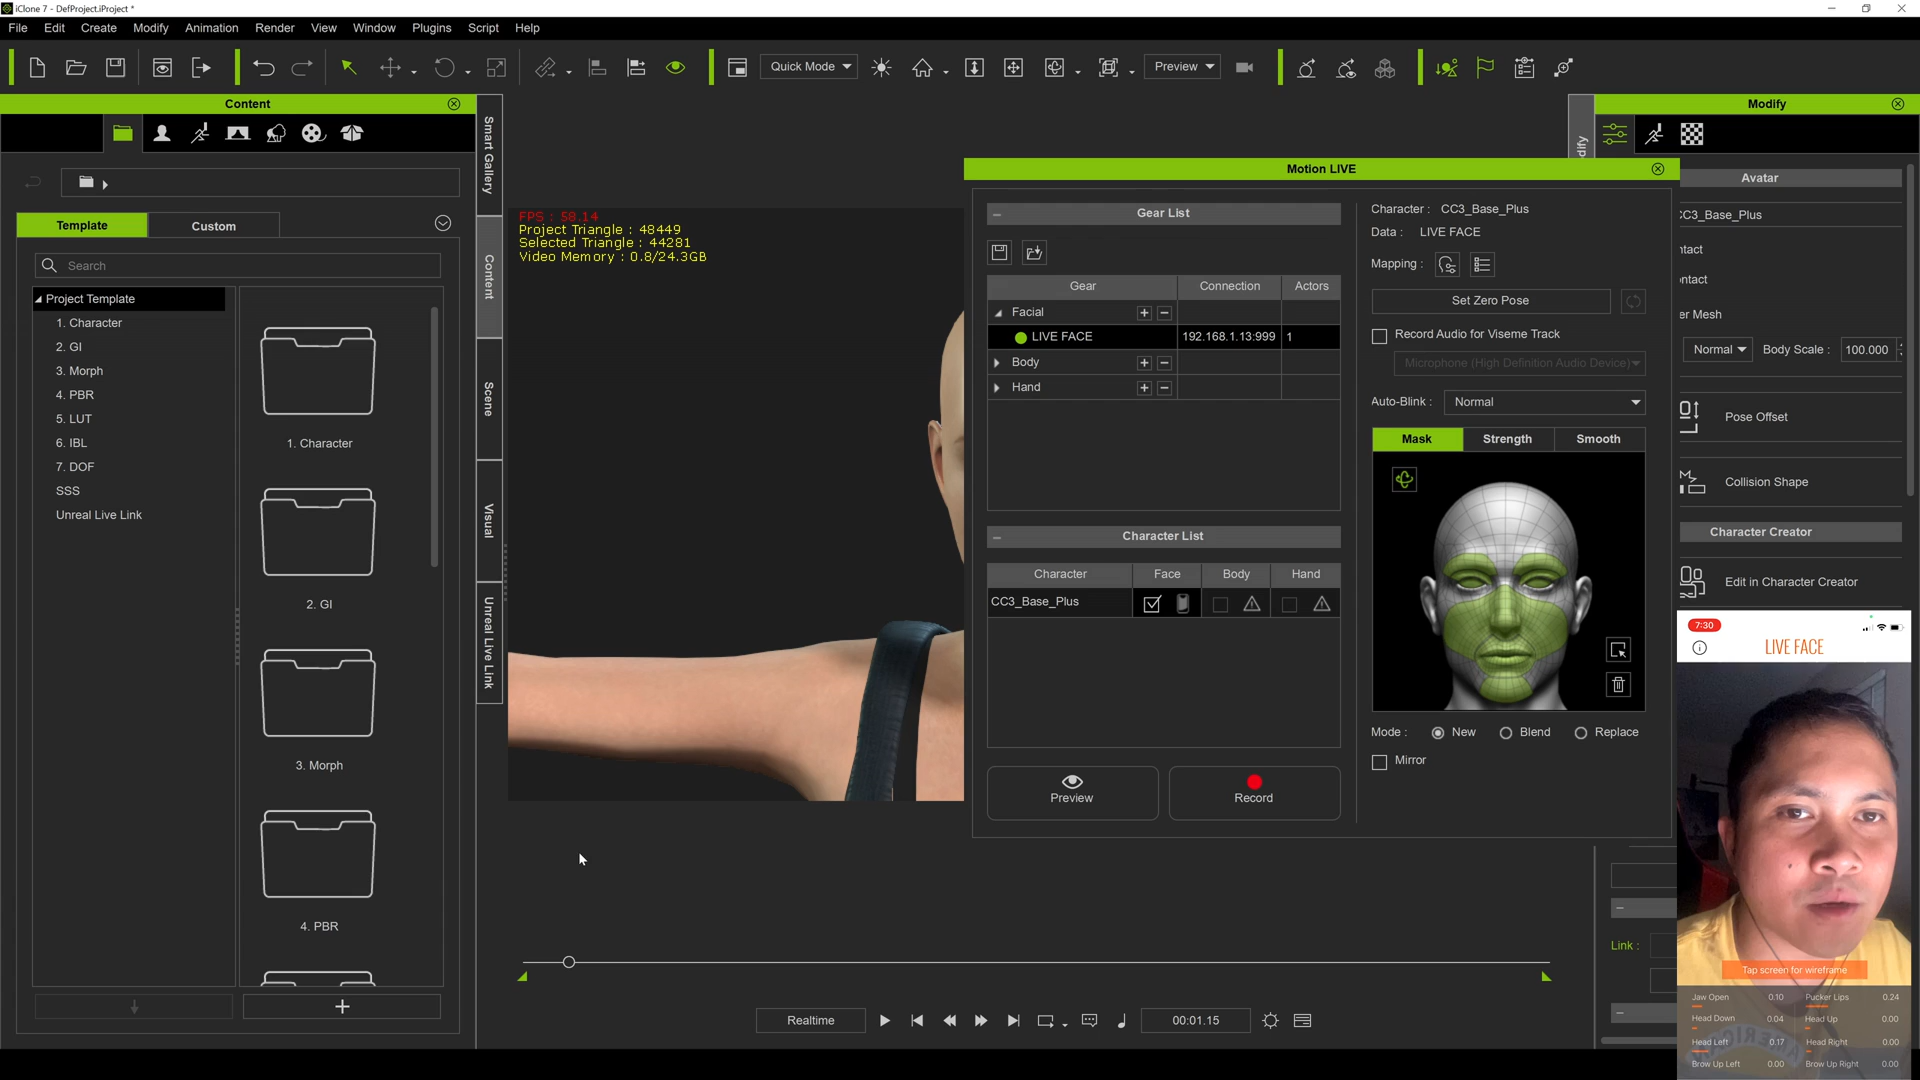 iClone 7 - DefProject.iProject *
File Edit Create Modify Animation Render View Window Plugins Script Help
Quick Mode
Preview
Content
Template
Custom
Search
Project Template
1. Character
2. GI
3. Morph
4. PBR
5. LUT
6. IBL
7. DOF
SSS
Unreal Live Link
1. Character
2. GI
3. Morph
4. PBR
Smart Gallery
Content
Scene
Visual
Unreal Live Link
FPS : 58.14
Project Triangle : 48449
Selected Triangle : 44281
Video Memory : 0.8/24.3GB
Motion LIVE
Gear List
Gear Connection Actors
Facial
LIVE FACE 192.168.1.13:999 1
Body
Hand
Character List
Character Face Body Hand
CC3_Base_Plus
Preview
Record
Character : CC3_Base_Plus
Data : LIVE FACE
Mapping :
Set Zero Pose
Record Audio for Viseme Track
Microphone (High Definition Audio Device)
Auto-Blink : Normal
Mask Strength Smooth
Mode : New Blend Replace
Mirror
Modify
dify
Avatar
CC3_Base_Plus
ntact
ntact
er Mesh
Normal Body Scale : 100.000
Pose Offset
Collision Shape
Character Creator
Edit in Character Creator
Link :
7:30
LIVE FACE
Tap screen for wireframe
Jaw Open 0.10 Pucker Lips 0.24
Head Down 0.04 Head Up 0.00
Head Left 0.17 Head Right 0.00
Brow Up Left 0.00 Brow Up Right 0.00
Realtime
00:01.15